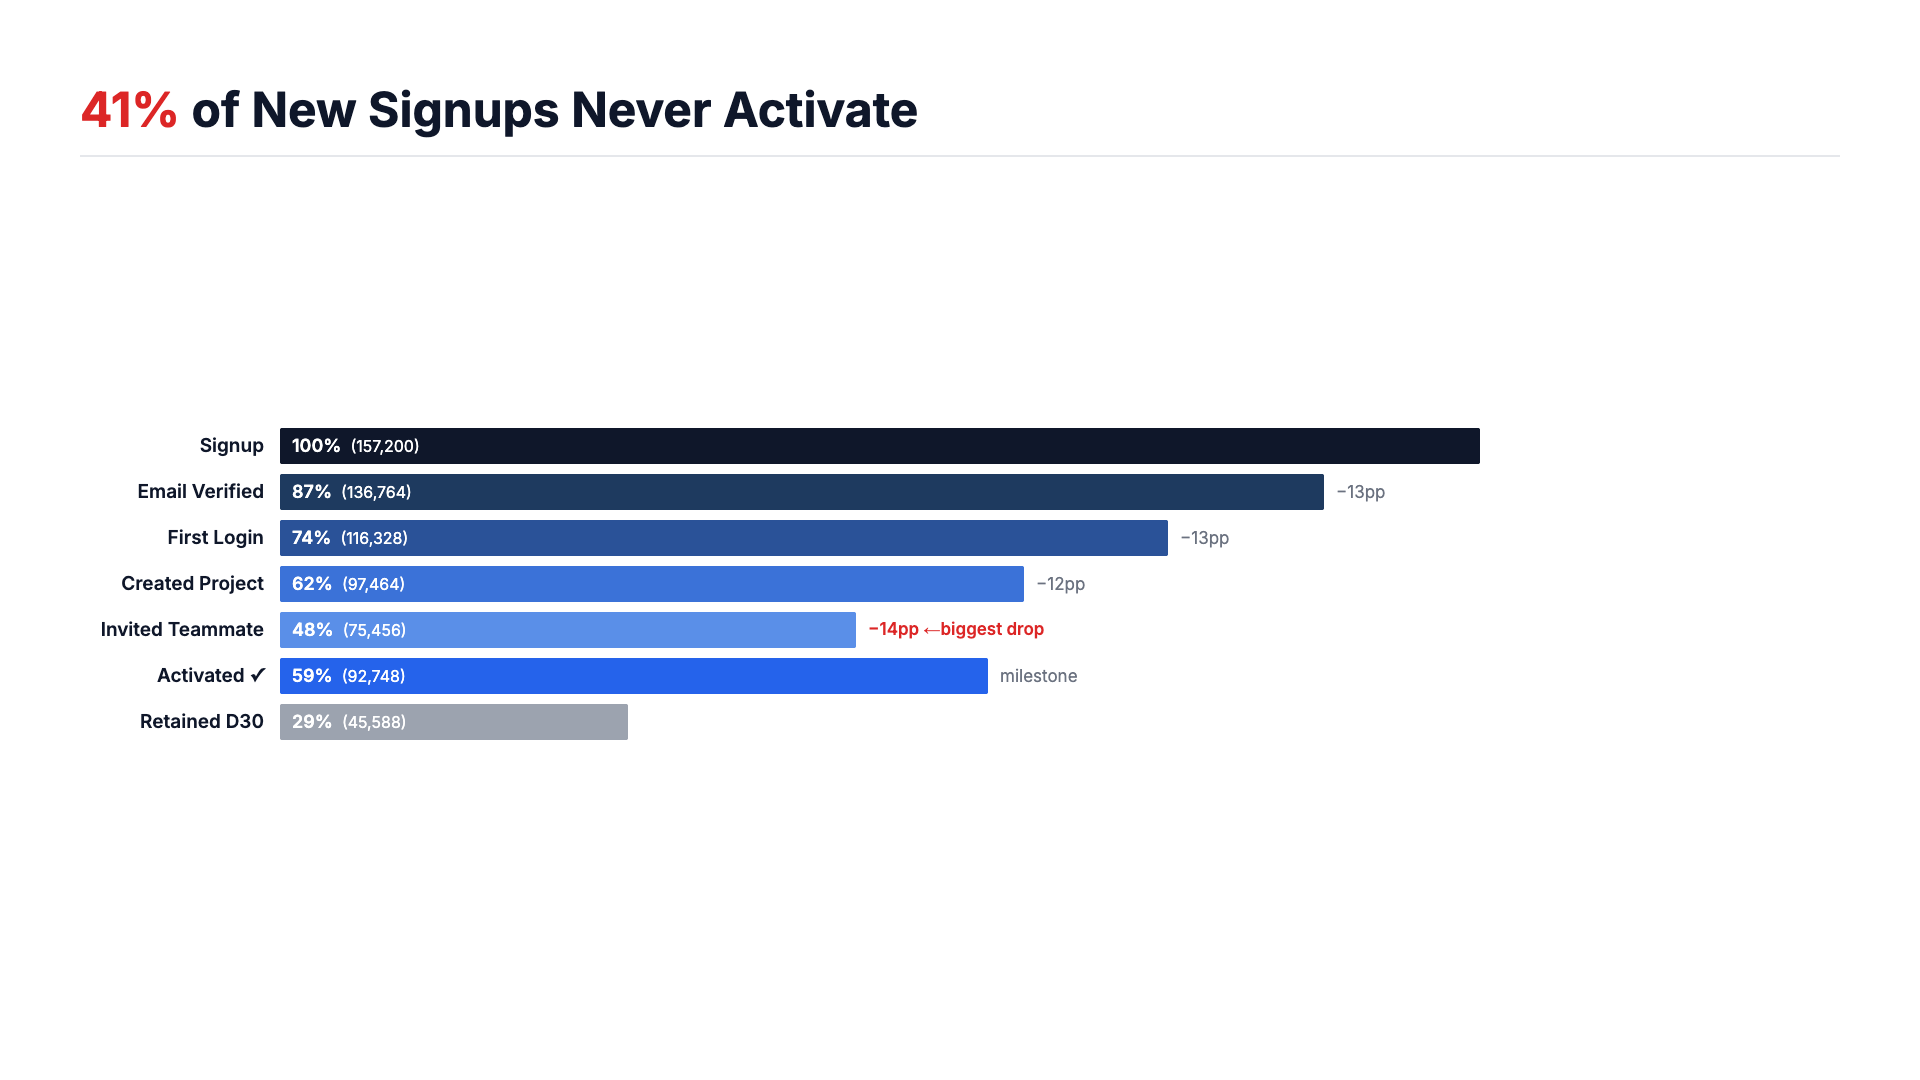 41% of New Signups Never Activate
Signup 100% (157,200)
Email Verified 87% (136,764) −13pp
First Login 74% (116,328) −13pp
Created Project 62% (97,464) −12pp
Invited Teammate 48% (75,456) −14pp ←biggest drop
Activated ✓ 59% (92,748) milestone
Retained D30 29% (45,588)